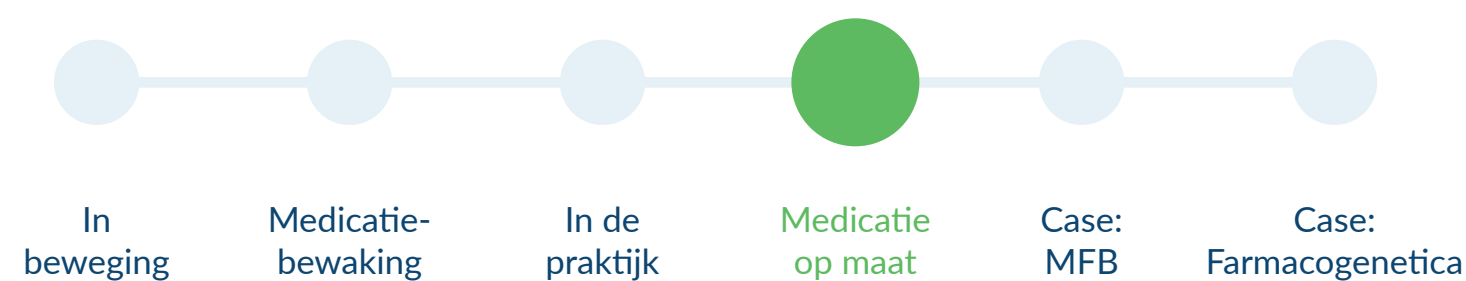 In
beweging
Medicatie-
bewaking
In de
praktijk
Medicatie
op maat
Case:
MFB
Case:
Farmacogenetica